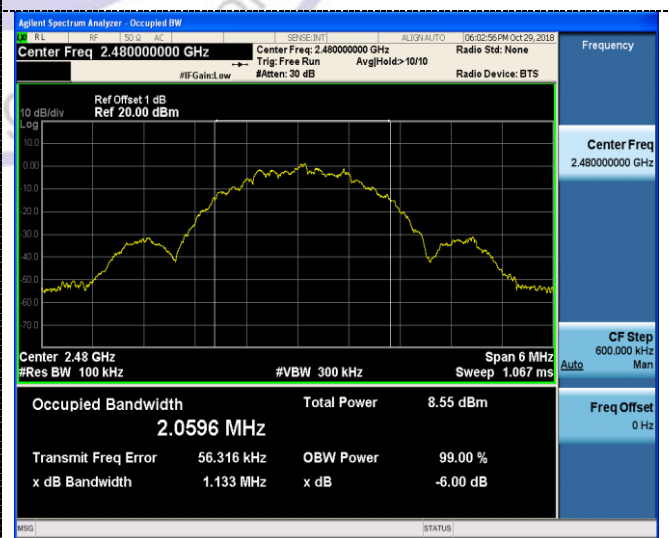 Agilent Spectrum Analyzer - Occupied BW
RL RF 50 Ω AC SENSE:INT ALIGN AUTO 06:02:56 PM Oct 29, 2018
Center Freq 2.480000000 GHz Center Freq: 2.480000000 GHz Radio Std: None Frequency
Trig: Free Run Avg|Hold:> 10/10
#IFGain:Low #Atten: 30 dB Radio Device: BTS
Ref Offset 1 dB
10 dB/div Ref 20.00 dBm
Log
10.0
0.00
-10.0
-20.0
-30.0
-40.0
-50.0
-60.0
-70.0
Center Freq
2.480000000 GHz
Center 2.48 GHz Span 6 MHz
#Res BW 100 kHz #VBW 300 kHz Sweep 1.067 ms
CF Step
600.000 kHz
Auto Man
Occupied Bandwidth Total Power 8.55 dBm
2.0596 MHz
Transmit Freq Error 56.316 kHz OBW Power 99.00 %
x dB Bandwidth 1.133 MHz x dB -6.00 dB
Freq Offset
0 Hz
MSG STATUS